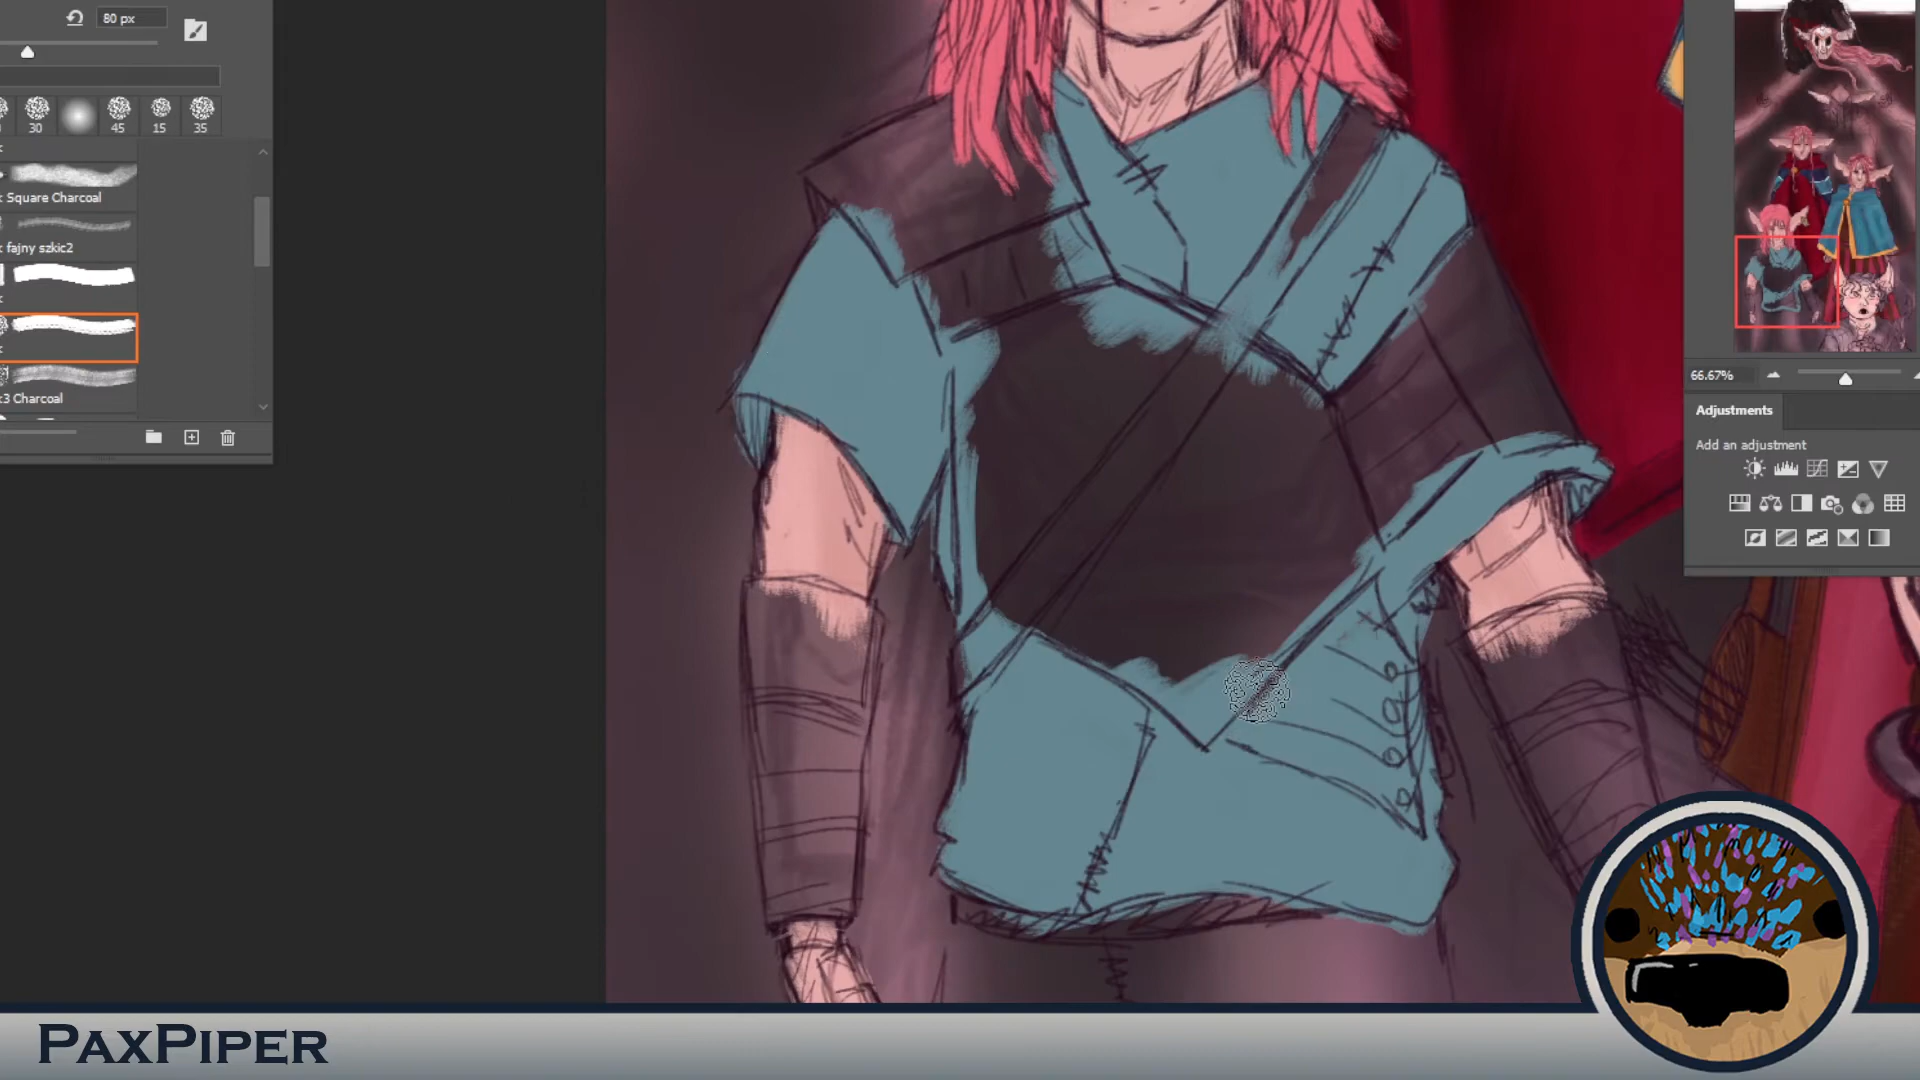 80 px
30
45
15
35
Square Charcoal
fajny szkic2
3 Charcoal
66.67%
Adjustments
Add an adjustment
PAXPIPER